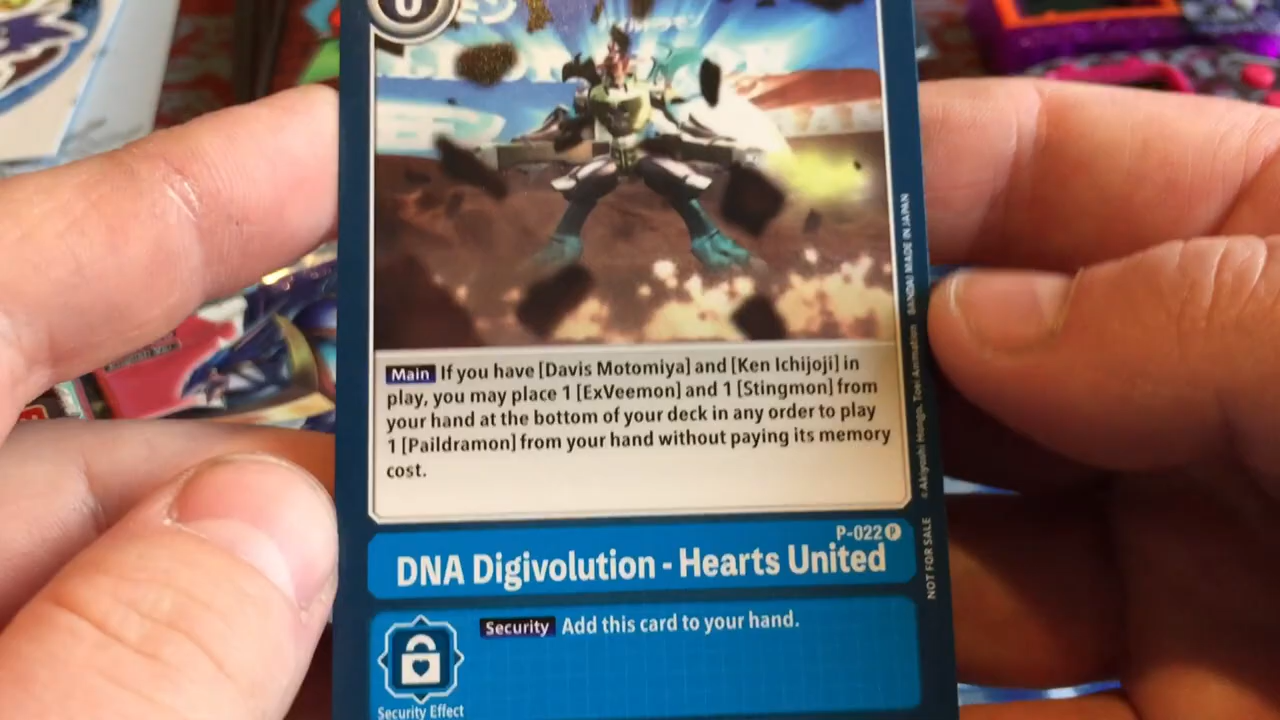 0
Main If you have [Davis Motomiya] and [Ken Ichijoji] in
play, you may place 1 [ExVeemon] and 1 [Stingmon] from
your hand at the bottom of your deck in any order to play
1 [Paildramon] from your hand without paying its memory
cost.
P-022 P
DNA Digivolution - Hearts United
Security Add this card to your hand.
Security Effect
©Akiyoshi Hongo, Toei Animation BANDAI MADE IN JAPAN
NOT FOR SALE